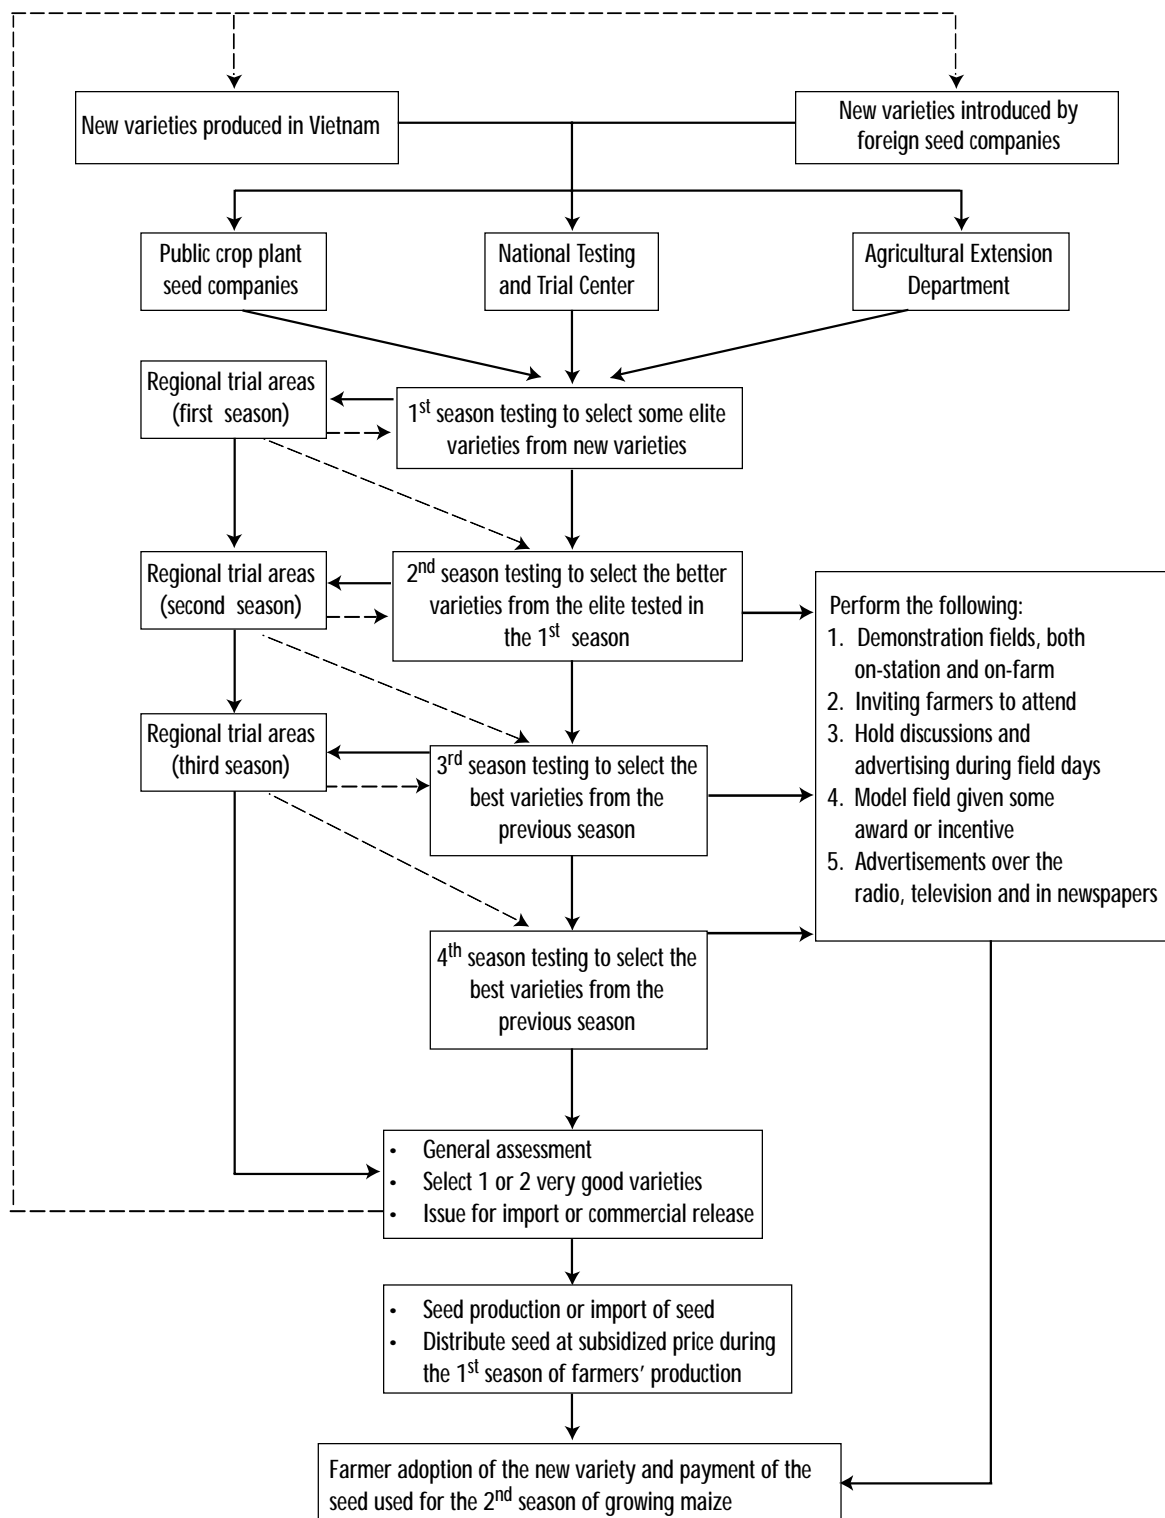 New varieties produced in Vietnam
New varieties introduced by
foreign seed companies
Public crop plant
seed companies
National Testing
and Trial Center
Agricultural Extension
Department
Regional trial areas
(first season)
1st season testing to select some elite
varieties from new varieties
Regional trial areas
(second season)
2nd season testing to select the better
varieties from the elite tested in
the 1st season
Perform the following:
1. Demonstration fields, both
on-station and on-farm
2. Inviting farmers to attend
3. Hold discussions and
advertising during field days
4. Model field given some
award or incentive
5. Advertisements over the
radio, television and in newspapers
Regional trial areas
(third season)
3rd season testing to select the
best varieties from the
previous season
4th season testing to select the
best varieties from the
previous season
• General assessment
• Select 1 or 2 very good varieties
• Issue for import or commercial release
• Seed production or import of seed
• Distribute seed at subsidized price during
the 1st season of farmers’ production
Farmer adoption of the new variety and payment of the
seed used for the 2nd season of growing maize